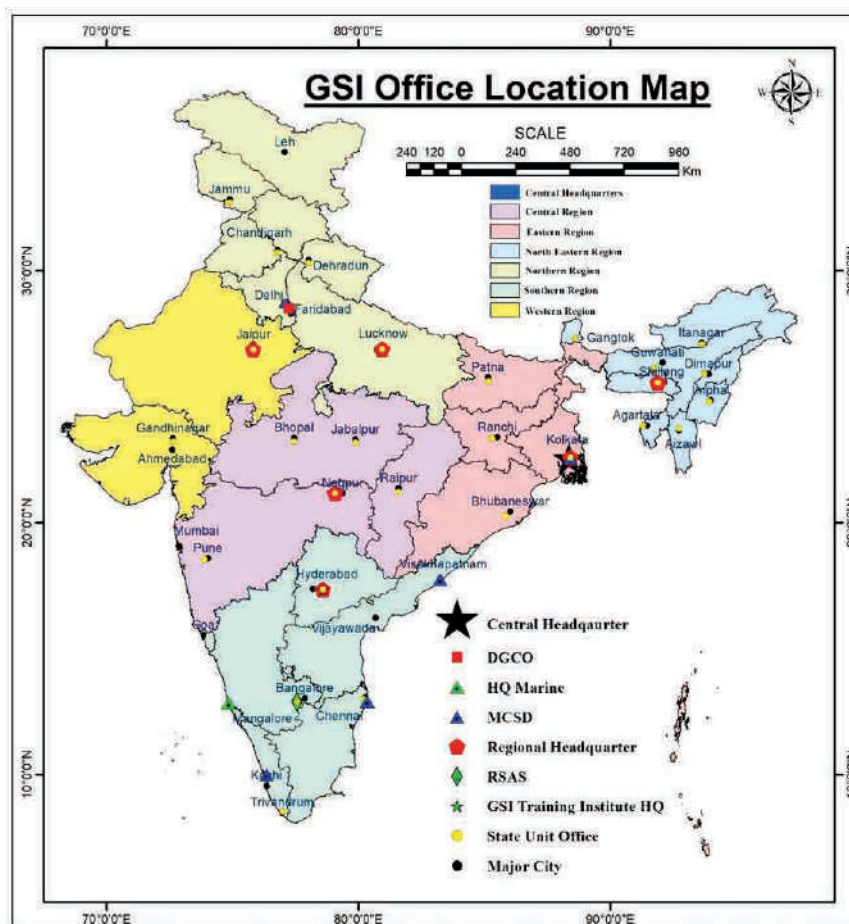 70°0'0"E 80°0'0"E 90°0'0"E
GSI Office Location Map
N
W E
S
SCALE
240 120 0 240 480 720 960
Km
Central Headquarters
Central Region
Eastern Region
North Eastern Region
Northern Region
Southern Region
Western Region
30°0'0"N
20°0'0"N
10°0'0"N
Leh
Jammu
Chandigarh
Dehradun
Delhi
Faridabad
Jaipur
Lucknow
Gangtok
Itanagar
Guwahati
Dimapur
Shillong
Imphal
Patna
Agartala
Aizawl
Gandhinagar
Ahmedabad
Bhopal
Jabalpur
Ranchi
Kolkata
Nagpur
Raipur
Bhubaneswar
Mumbai
Pune
Hyderabad
Visakhapatnam
Vijayawada
Goa
Bangalore
Mangalore
Chennai
Kochi
Trivandrum
Central Headqaurter
DGCO
HQ Marine
MCSD
Regional Headquarter
RSAS
GSI Training Institute HQ
State Unit Office
Major City
30°0'0"N
70°0'0"E 80°0'0"E 90°0'0"E